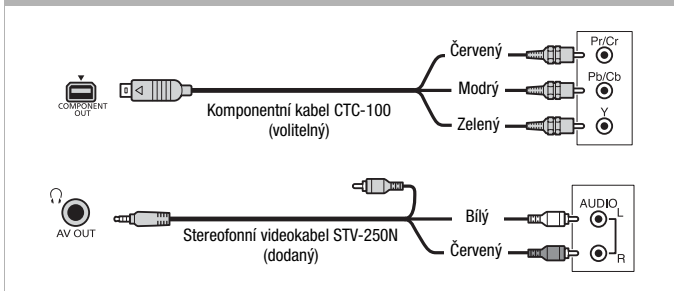 Červený
Pr/Cr
Modrý
Pb/Cb
COMPONENT
OUT
Komponentní kabel CTC-100
(volitelný)
Zelený
Y
AV OUT
Stereofonní videokabel STV-250N
(dodaný)
Bílý
AUDIO
L
Červený
R